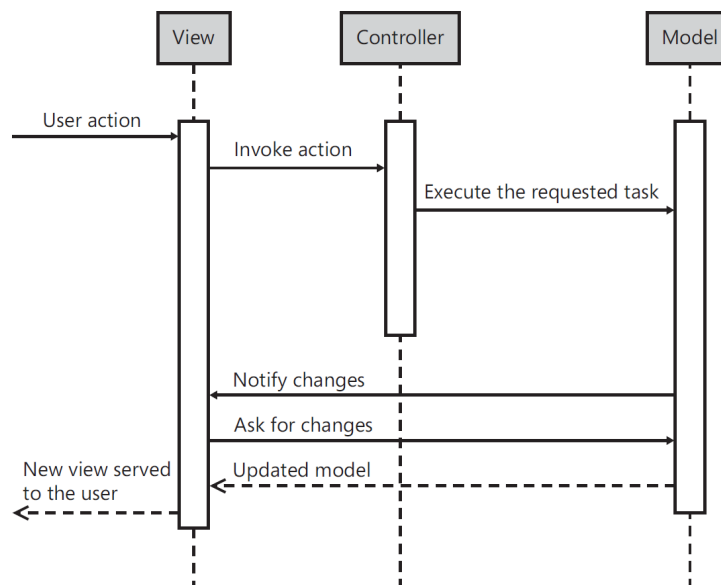 View
Controller
Model
User action
Invoke action
Execute the requested task
Notify changes
Ask for changes
New view served
to the user
Updated model